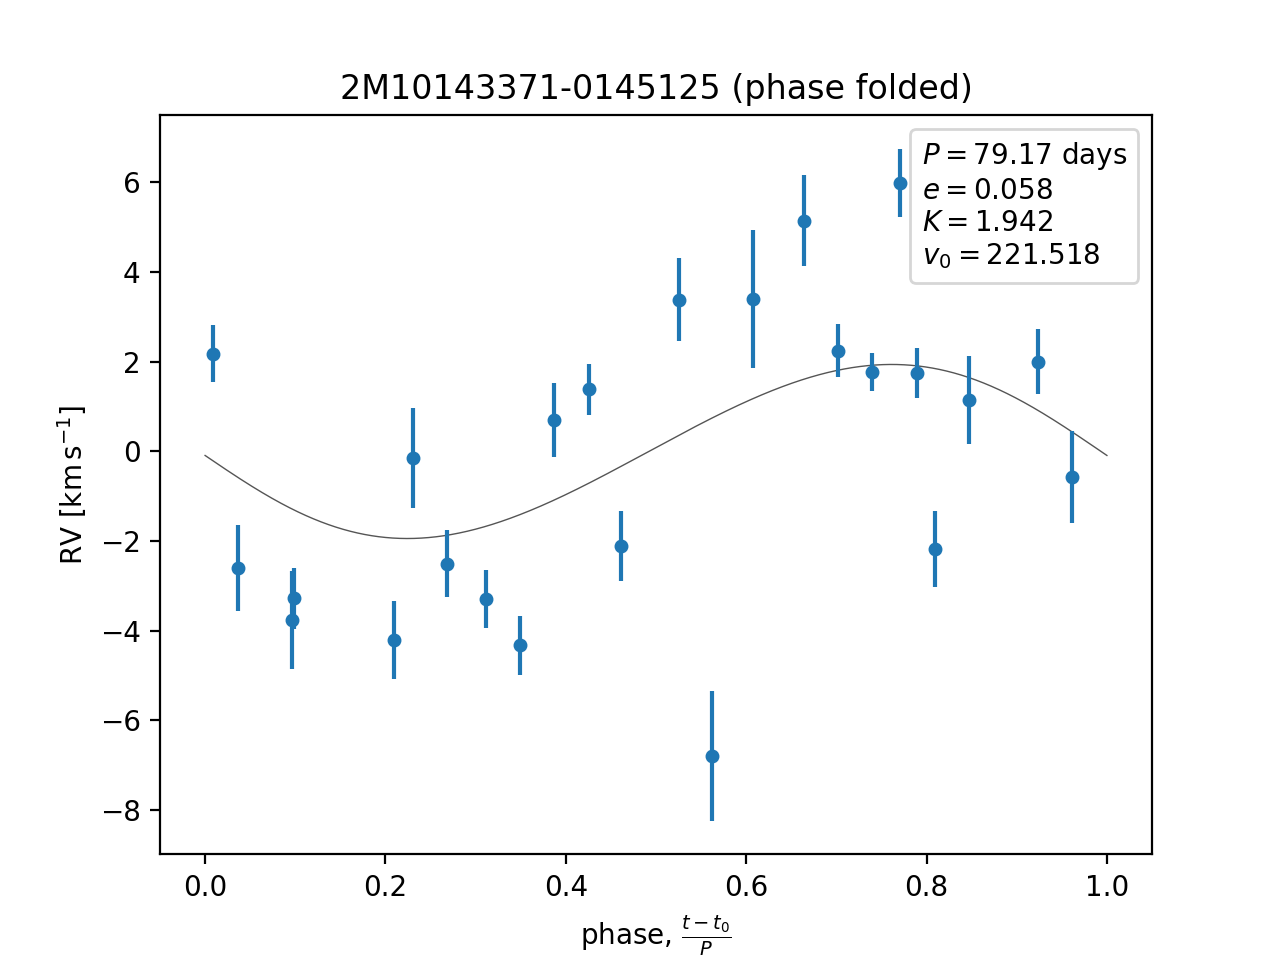 2M10143371-0145125 (phase folded)
P = 79.17 days
e = 0.058
K = 1.942
v₀ = 221.518
RV [km s⁻¹]
6
4
2
0
−2
−4
−6
−8
0.0 0.2 0.4 0.6 0.8 1.0
phase, (t − t₀)/P